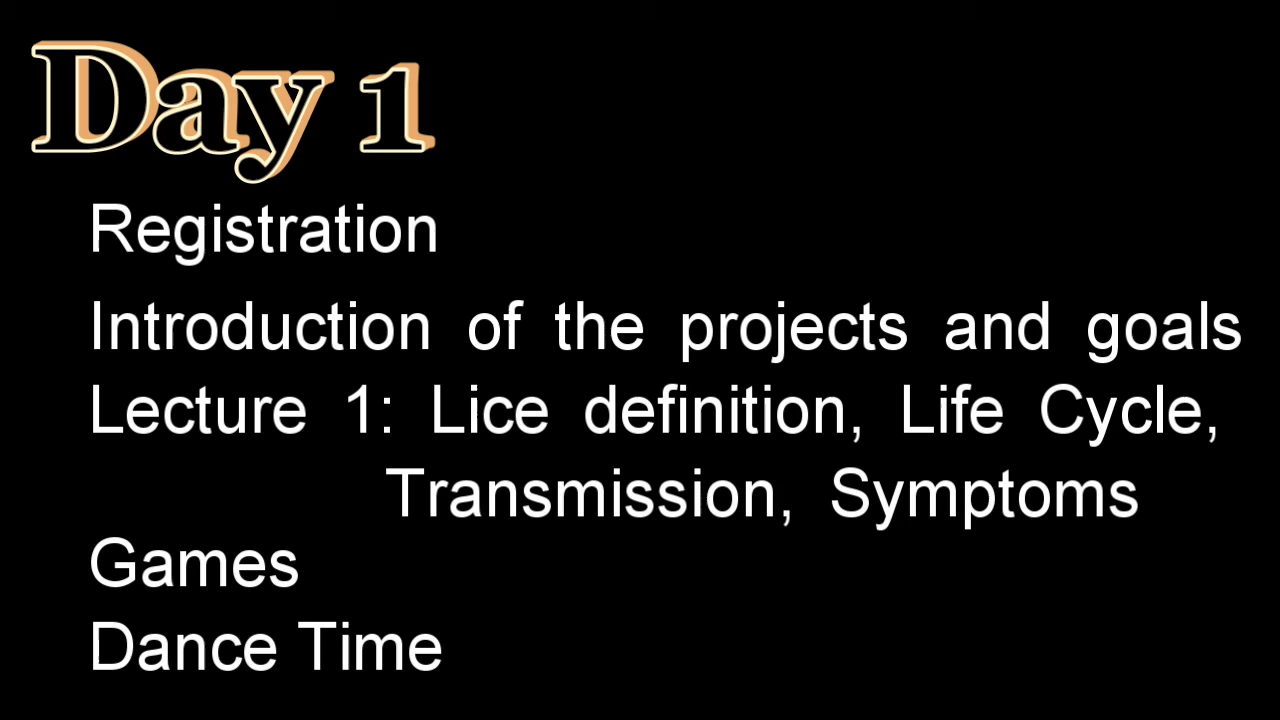 Day 1
Registration
Introduction of the projects and goals
Lecture 1: Lice definition, Life Cycle,
Transmission, Symptoms
Games
Dance Time